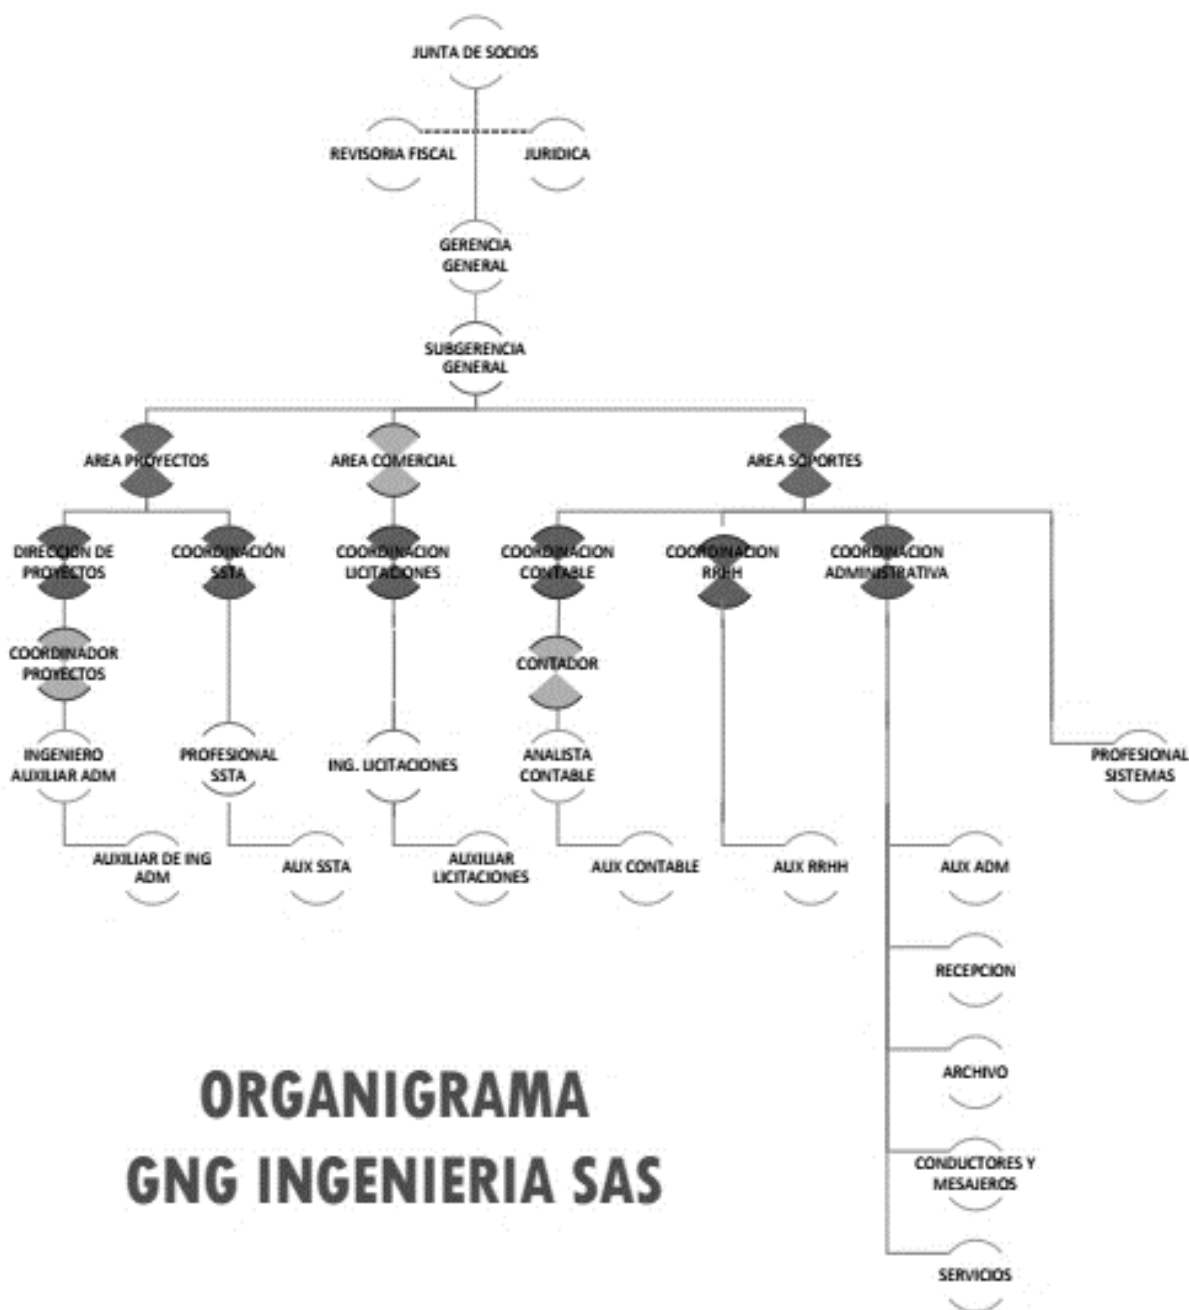 JUNTA DE SOCIOS
REVISORIA FISCAL
JURIDICA
GERENCIA
GENERAL
SUBGERENCIA
GENERAL
AREA PROYECTOS
AREA COMERCIAL
AREA SOPORTES
DIRECCION DE
PROYECTOS
COORDINACIÓN
SSTA
COORDINACION
LICITACIONES
COORDINACION
CONTABLE
COORDINACION
RRHH
COORDINACION
ADMINISTRATIVA
COORDINADOR
PROYECTOS
CONTADOR
INGENIERO
AUXILIAR ADM
PROFESIONAL
SSTA
ING. LICITACIONES
ANALISTA
CONTABLE
PROFESIONAL
SISTEMAS
AUXILIAR DE ING
ADM
AUX SSTA
AUXILIAR
LICITACIONES
AUX CONTABLE
AUX RRHH
AUX ADM
RECEPCION
ARCHIVO
CONDUCTORES Y
MESAJEROS
SERVICIOS
ORGANIGRAMA
GNG INGENIERIA SAS